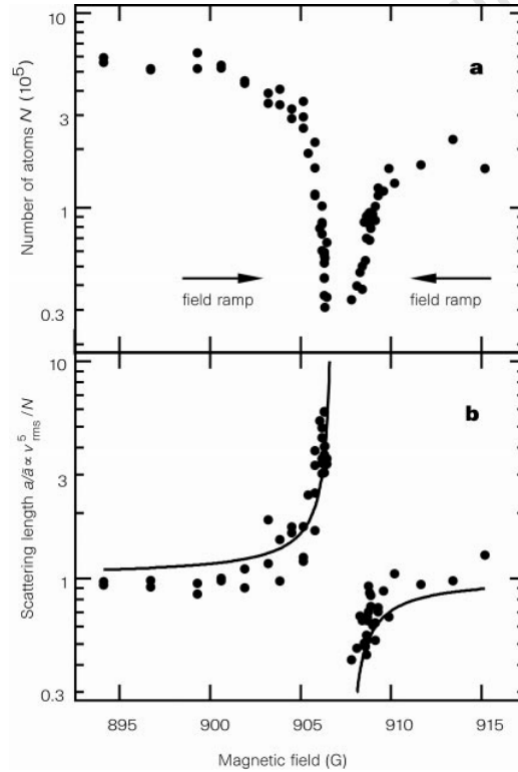 10
a
Number of atoms N (10⁵)
3
1
field ramp
field ramp
0.3
10
b
Scattering length a/ã ∝ v⁵rms/N
3
1
0.3
895 900 905 910 915
Magnetic field (G)